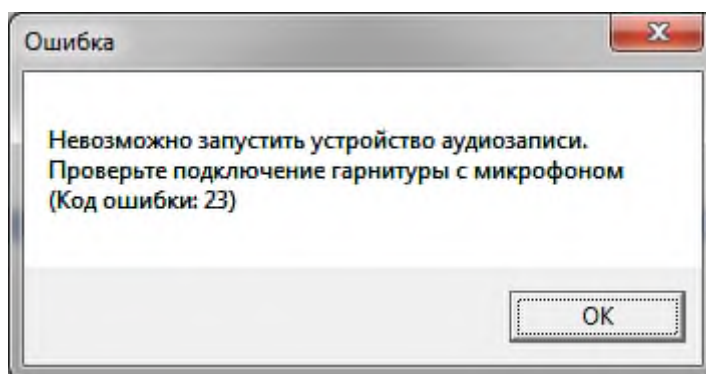 Ошибка
Невозможно запустить устройство аудиозаписи.
Проверьте подключение гарнитуры с микрофоном
(Код ошибки: 23)
OK